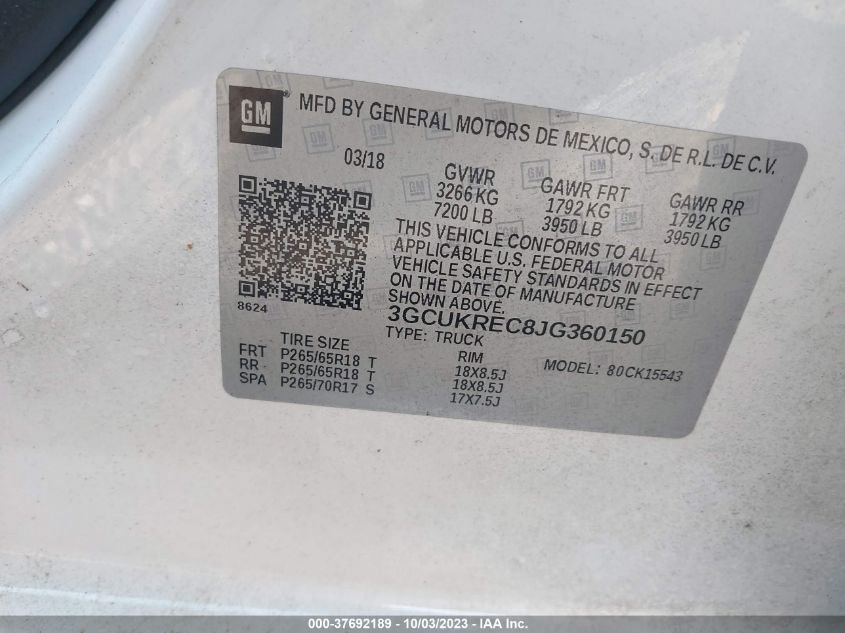 GM® MFD BY GENERAL MOTORS DE MEXICO, S. DE R.L. DE C.V.
03/18
GVWR
3266 KG
7200 LB
GAWR FRT
1792 KG
3950 LB
GAWR RR
1792 KG
3950 LB
THIS VEHICLE CONFORMS TO ALL
APPLICABLE U.S. FEDERAL MOTOR
VEHICLE SAFETY STANDARDS IN EFFECT
ON THE DATE OF MANUFACTURE
SHOWN ABOVE.
8624
3GCUKREC8JG360150
TYPE: TRUCK
TIRE SIZE RIM
FRT P265/65R18 T 18X8.5J
RR P265/65R18 T 18X8.5J
SPA P265/70R17 S 17X7.5J
MODEL: 80CK15543
000-37692189 - 10/03/2023 - IAA Inc.